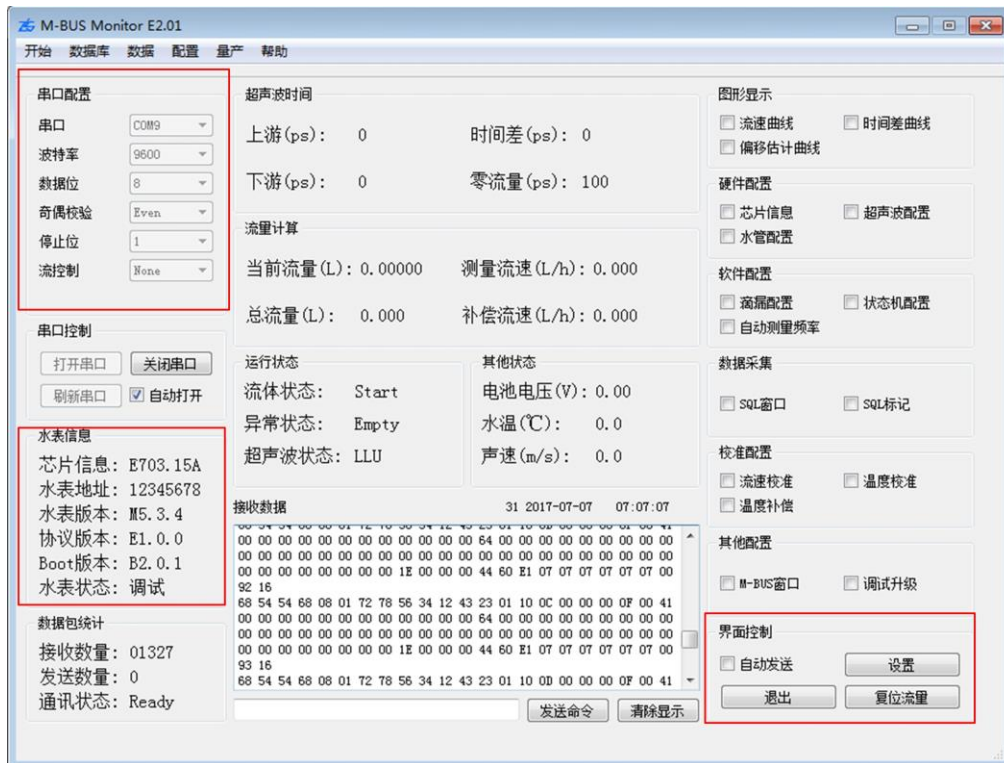 M-BUS Monitor E2.01
开始 数据库 数据 配置 量产 帮助
串口配置
串口 COM9
波特率 9600
数据位 8
奇偶校验 Even
停止位 1
流控制 None
串口控制
打开串口 关闭串口
刷新串口 自动打开
水表信息
芯片信息: E703.15A
水表地址: 12345678
水表版本: M5.3.4
协议版本: E1.0.0
Boot版本: B2.0.1
水表状态: 调试
数据包统计
接收数量: 01327
发送数量: 0
通讯状态: Ready
超声波时间
上游(ps): 0 时间差(ps): 0
下游(ps): 0 零流量(ps): 100
流量计算
当前流量(L): 0.00000 测量流速(L/h): 0.000
总流量(L): 0.000 补偿流速(L/h): 0.000
运行状态
流体状态: Start
异常状态: Empty
超声波状态: LLU
其他状态
电池电压(V): 0.00
水温(℃): 0.0
声速(m/s): 0.0
接收数据 31 2017-07-07 07:07:07
00 00 00 00 00 00 00 00 00 00 00 64 00 00 00 00 00 00 00 00
00 00 00 00 00 00 00 00 00 00 00 00 00 00 00 00 00 00 00 00
00 00 00 00 00 00 00 00 1E 00 00 00 44 60 E1 07 07 07 07 07 00
92 16
68 54 54 68 08 01 72 78 56 34 12 43 23 01 10 0C 00 00 00 0F 00 41
00 00 00 00 00 00 00 00 00 00 00 64 00 00 00 00 00 00 00 00
00 00 00 00 00 00 00 00 00 00 00 00 00 00 00 00 00 00 00 00
00 00 00 00 00 00 00 00 1E 00 00 00 44 60 E1 07 07 07 07 07 00
93 16
68 54 54 68 08 01 72 78 56 34 12 43 23 01 10 0D 00 00 00 0F 00 41
发送命令 清除显示
图形显示
流速曲线 时间差曲线
偏移估计曲线
硬件配置
芯片信息 超声波配置
水管配置
软件配置
滴漏配置 状态机配置
自动测量频率
数据采集
SQL窗口 SQL标记
校准配置
流速校准 温度校准
温度补偿
其他配置
M-BUS窗口 调试升级
界面控制
自动发送 设置
退出 复位流量